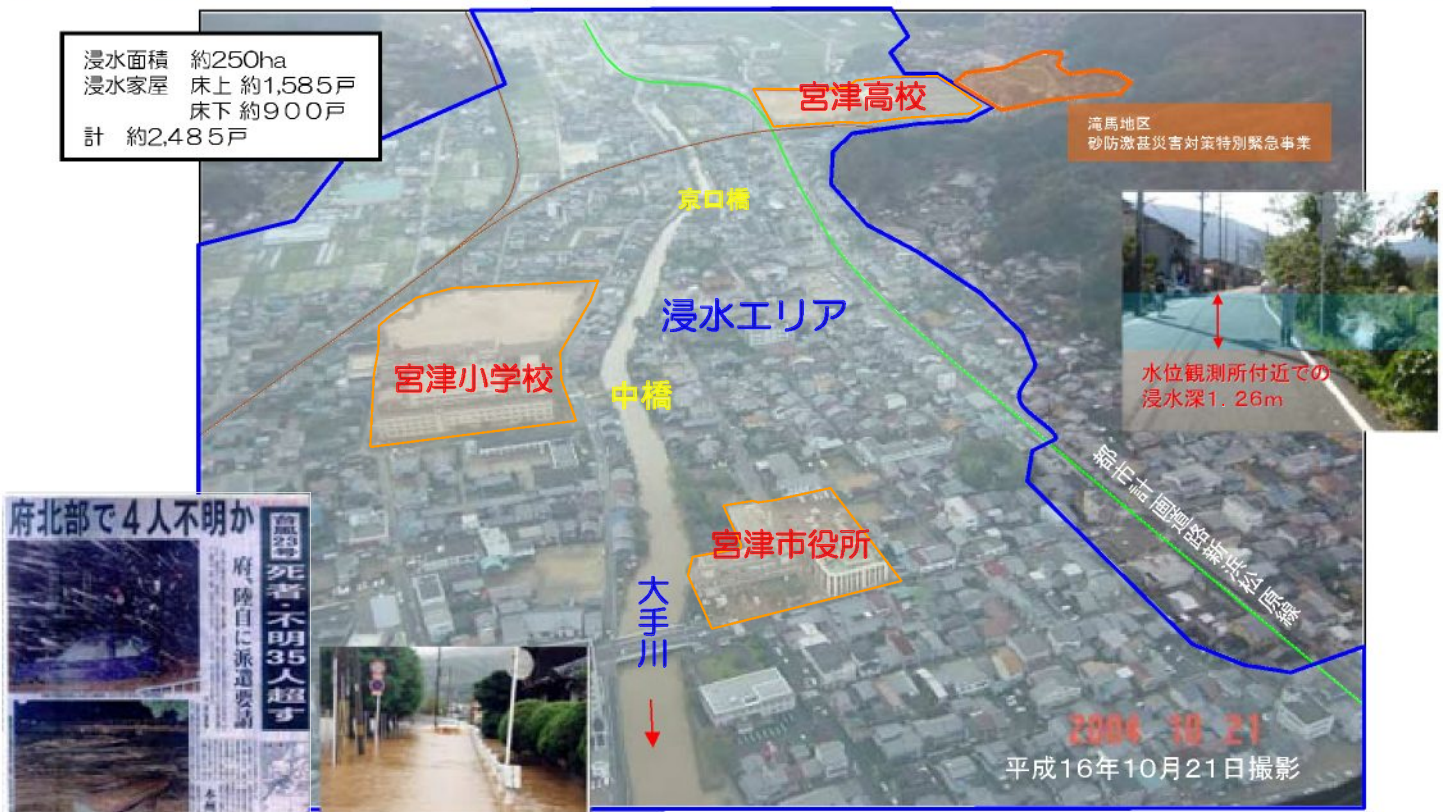 浸水面積 約250ha
浸水家屋 床上 約1,585戸
床下 約900戸
計 約2,485戸
宮津高校
滝馬地区
砂防激甚災害対策特別緊急事業
京口橋
浸水エリア
水位観測所付近での
浸水深1.26m
宮津小学校
中橋
都市計画道路新浜松原線
宮津市役所
大手川
府北部で4人不明か
台風23号
死者・不明35人超す
府、陸自に派遣要請
2004 10 21
平成16年10月21日撮影